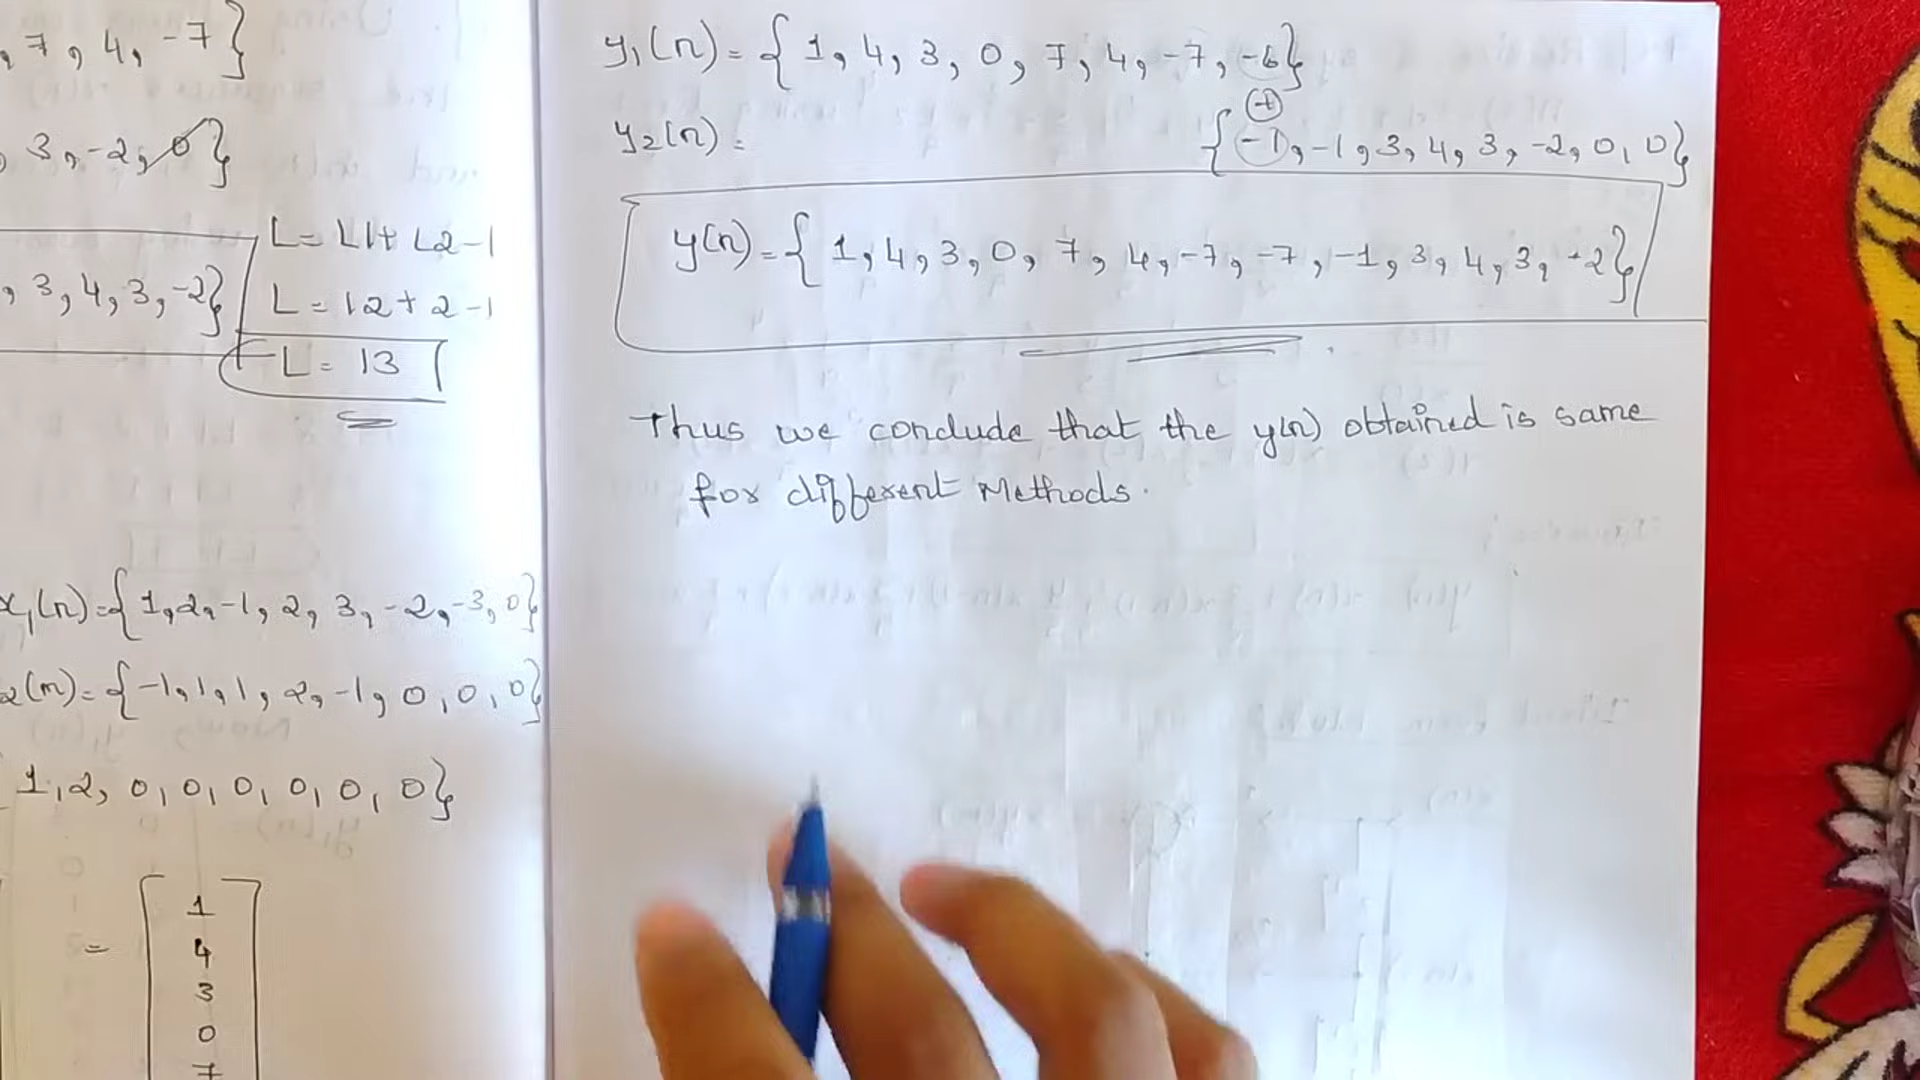 , 7, 4, -7}
, 3, -2, 0}
L = L1 + L2 - 1
, 3, 4, 3, -2}
L = 12 + 2 - 1
L = 13
x1(n) = {1, 2, -1, 2, 3, -2, -3, 0}
2(n) = {-1, 1, 1, 2, -1, 0, 0, 0}
1, 2, 0, 0, 0, 0, 0, 0}
=
1
4
3
0
7
y1(n) = {1, 4, 3, 0, 7, 4, -7, -6}
(+)
y2(n) = {-1, -1, 3, 4, 3, -2, 0, 0}
y(n) = {1, 4, 3, 0, 7, 4, -7, -7, -1, 3, 4, 3, -2}
Thus we conclude that the y(n) obtained is same
for different Methods.